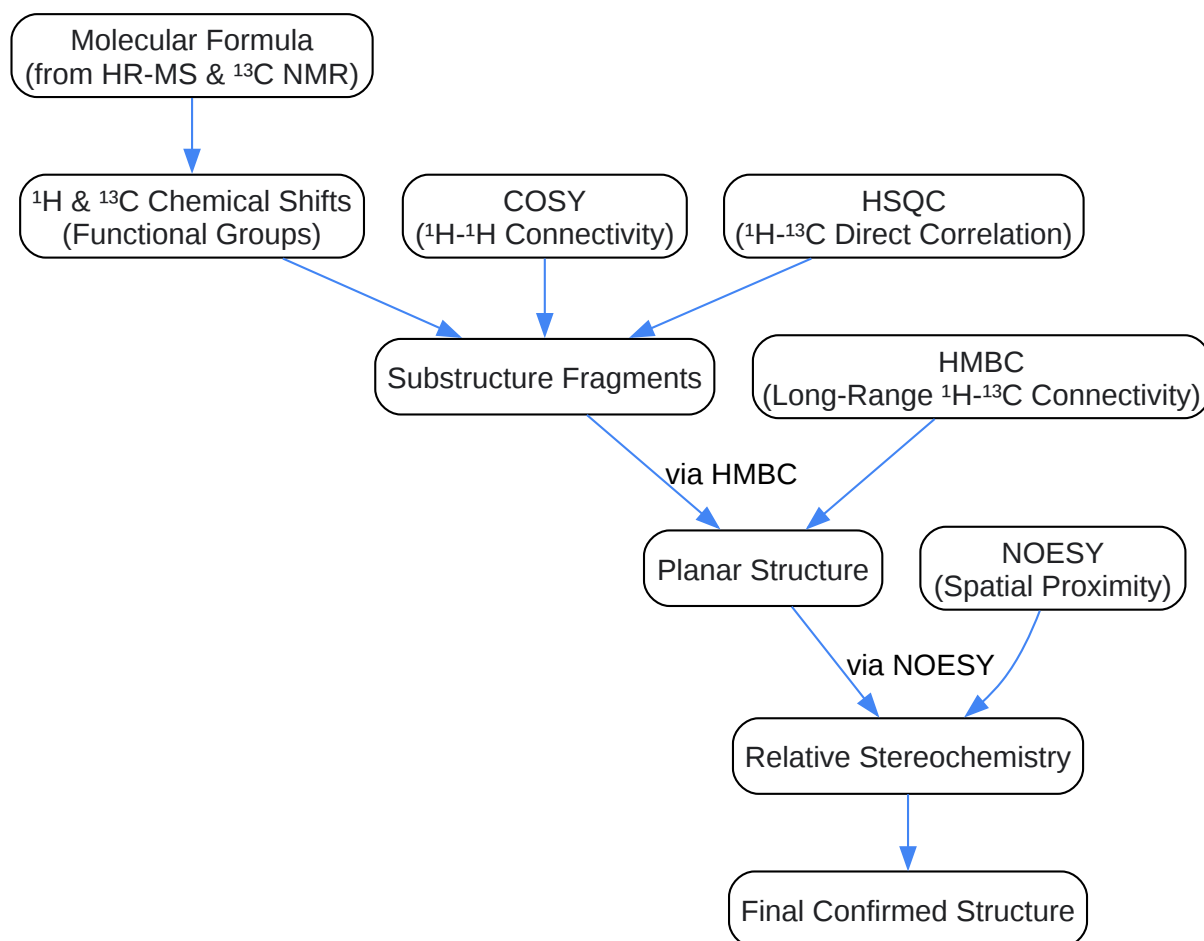 Molecular Formula
(from HR-MS & ¹³C NMR)
¹H & ¹³C Chemical Shifts
(Functional Groups)
COSY
(¹H-¹H Connectivity)
HSQC
(¹H-¹³C Direct Correlation)
Substructure Fragments
HMBC
(Long-Range ¹H-¹³C Connectivity)
via HMBC
Planar Structure
NOESY
(Spatial Proximity)
via NOESY
Relative Stereochemistry
Final Confirmed Structure